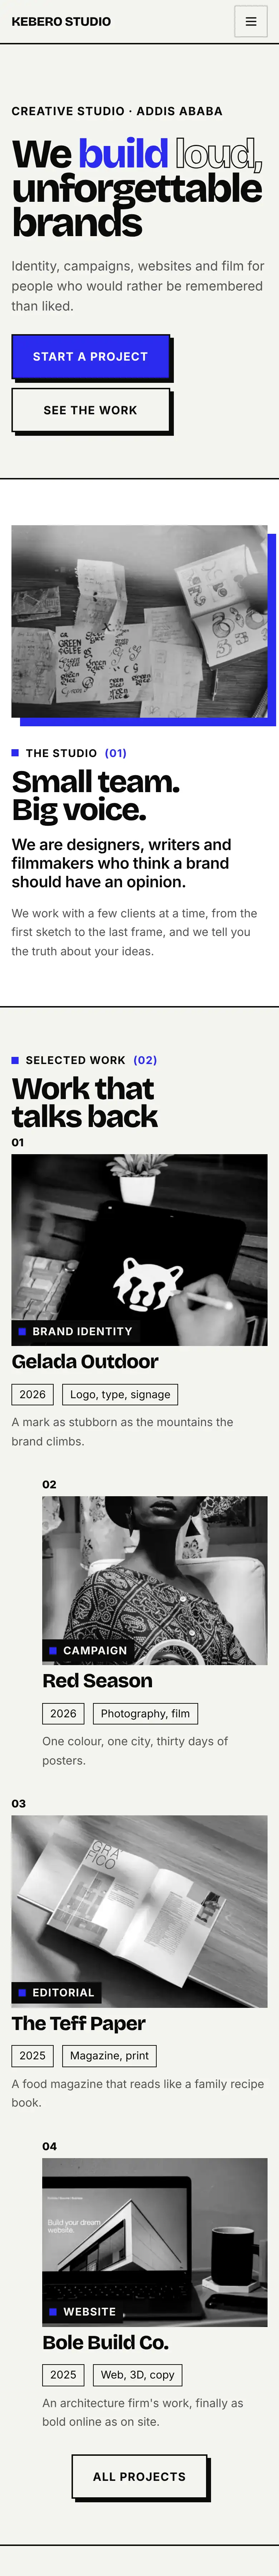 KEBERO STUDIO
CREATIVE STUDIO · ADDIS ABABA
We build loud,
unforgettable
brands
Identity, campaigns, websites and film for
people who would rather be remembered
than liked.
START A PROJECT
SEE THE WORK
THE STUDIO (01)
Small team.
Big voice.
We are designers, writers and
filmmakers who think a brand
should have an opinion.
We work with a few clients at a time, from the
first sketch to the last frame, and we tell you
the truth about your ideas.
SELECTED WORK (02)
Work that
talks back
01
BRAND IDENTITY
Gelada Outdoor
2026 Logo, type, signage
A mark as stubborn as the mountains the
brand climbs.
02
CAMPAIGN
Red Season
2026 Photography, film
One colour, one city, thirty days of
posters.
03
GRA
FICO
EDITORIAL
The Teff Paper
2025 Magazine, print
A food magazine that reads like a family recipe
book.
04
Build your dream
website.
WEBSITE
Bole Build Co.
2025 Web, 3D, copy
An architecture firm's work, finally as
bold online as on site.
ALL PROJECTS